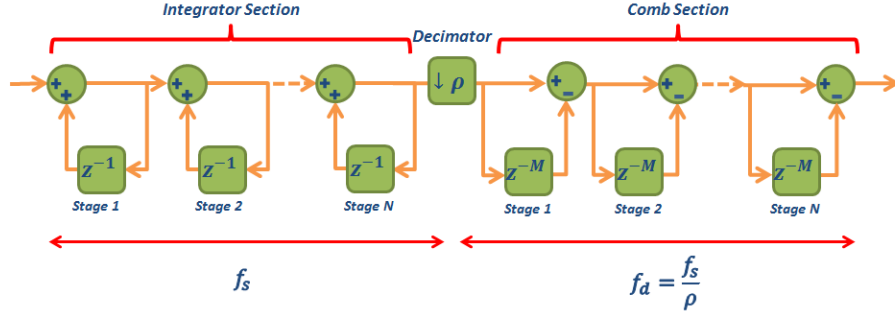 Integrator Section
Comb Section
Decimator
+ + + + + + ↓ ρ + − + − + −
z⁻¹ z⁻¹ z⁻¹ z⁻ᴹ z⁻ᴹ z⁻ᴹ
Stage 1 Stage 2 Stage N Stage 1 Stage 2 Stage N
fₛ
f_d = fₛ/ρ